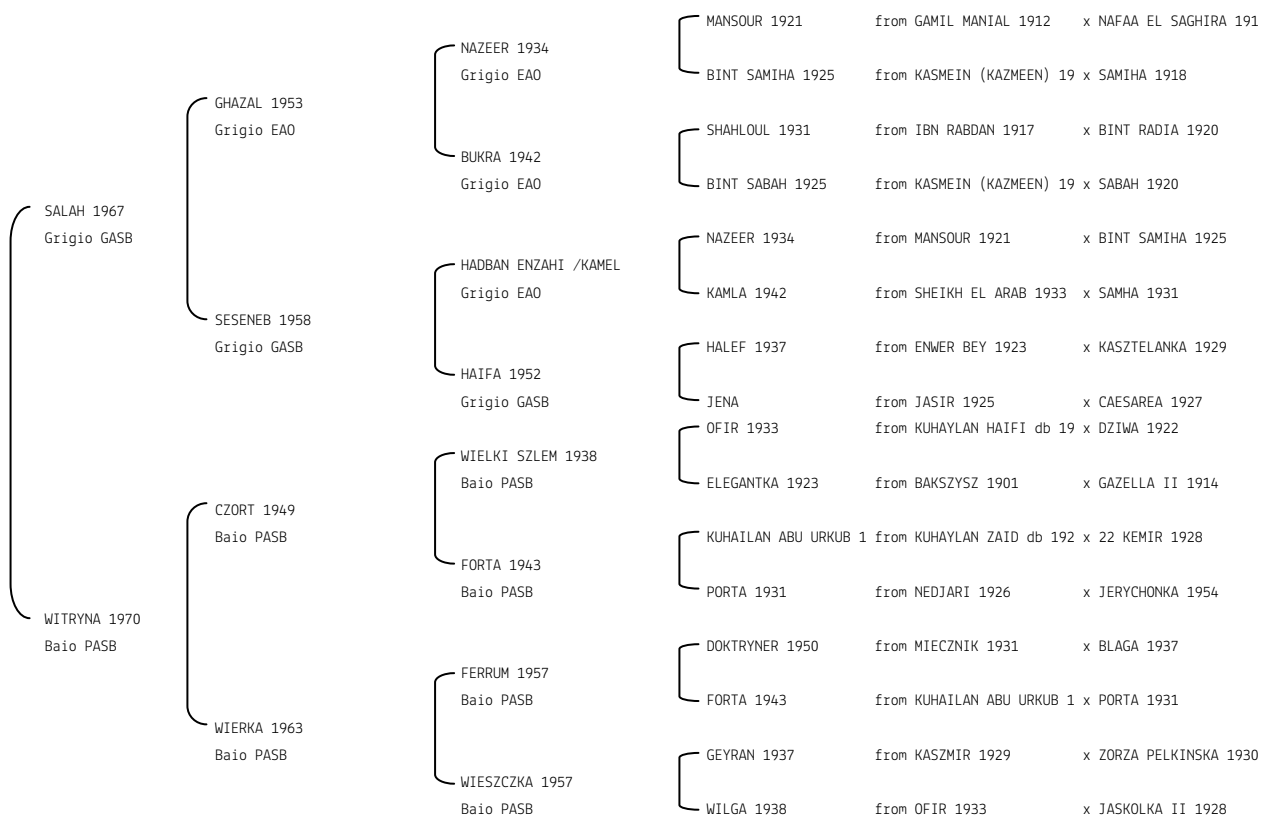 MANSOUR 1921 from GAMIL MANIAL 1912 x NAFAA EL SAGHIRA 191
NAZEER 1934
Grigio EAO BINT SAMIHA 1925 from KASMEIN (KAZMEEN) 19 x SAMIHA 1918
GHAZAL 1953
Grigio EAO SHAHLOUL 1931 from IBN RABDAN 1917 x BINT RADIA 1920
BUKRA 1942
Grigio EAO BINT SABAH 1925 from KASMEIN (KAZMEEN) 19 x SABAH 1920
SALAH 1967
Grigio GASB NAZEER 1934 from MANSOUR 1921 x BINT SAMIHA 1925
HADBAN ENZAHI /KAMEL
Grigio EAO KAMLA 1942 from SHEIKH EL ARAB 1933 x SAMHA 1931
SESENEB 1958
Grigio GASB HALEF 1937 from ENWER BEY 1923 x KASZTELANKA 1929
HAIFA 1952
Grigio GASB JENA from JASIR 1925 x CAESAREA 1927
OFIR 1933 from KUHAYLAN HAIFI db 19 x DZIWA 1922
WIELKI SZLEM 1938
Baio PASB ELEGANTKA 1923 from BAKSZYSZ 1901 x GAZELLA II 1914
CZORT 1949
Baio PASB KUHAILAN ABU URKUB 1 from KUHAYLAN ZAID db 192 x 22 KEMIR 1928
FORTA 1943
Baio PASB PORTA 1931 from NEDJARI 1926 x JERYCHONKA 1954
WITRYNA 1970
Baio PASB DOKTRYNER 1950 from MIECZNIK 1931 x BLAGA 1937
FERRUM 1957
Baio PASB FORTA 1943 from KUHAILAN ABU URKUB 1 x PORTA 1931
WIERKA 1963
Baio PASB GEYRAN 1937 from KASZMIR 1929 x ZORZA PELKINSKA 1930
WIESZCZKA 1957
Baio PASB WILGA 1938 from OFIR 1933 x JASKOLKA II 1928